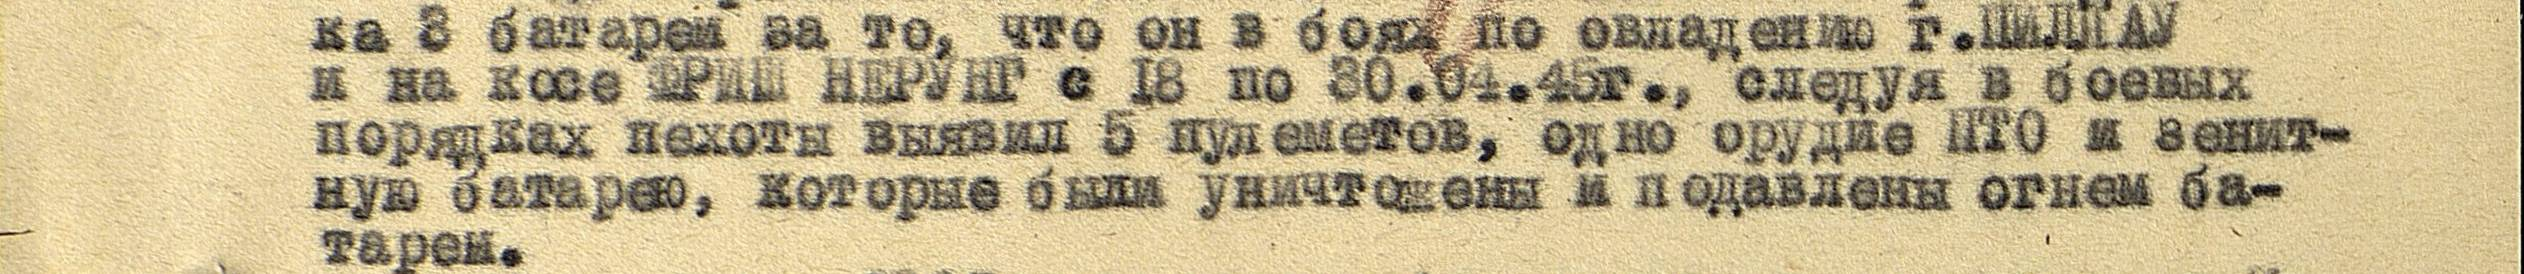 ка 8 батареи за то, что он в боях по овладению г.ПИЛЛАУ
и на косе ФРИШ НЕРУНГ с 18 по 30.04.45г., следуя в боевых
порядках пехоты выявил 5 пулеметов, одно орудие ПТО и зенит-
ную батарею, которые были уничтожены и подавлены огнем ба-
тареи.